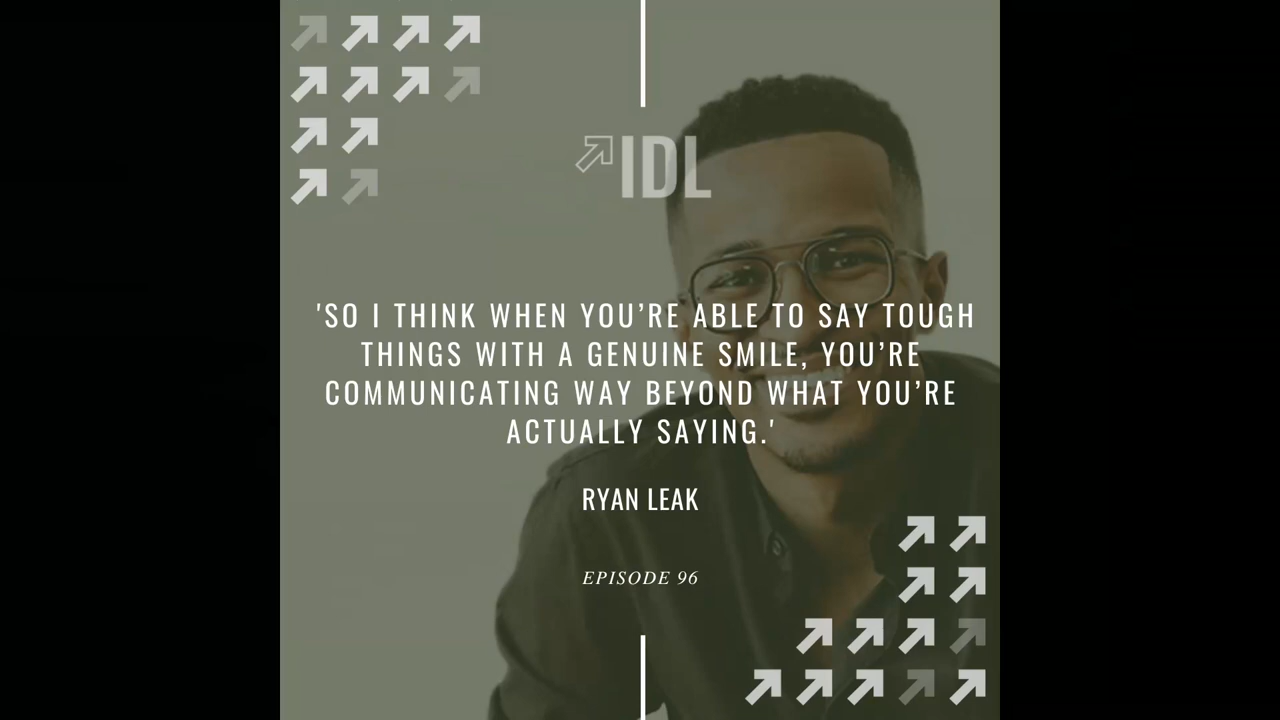 IDL
'SO I THINK WHEN YOU’RE ABLE TO SAY TOUGH
THINGS WITH A GENUINE SMILE, YOU’RE
COMMUNICATING WAY BEYOND WHAT YOU’RE
ACTUALLY SAYING.'
RYAN LEAK
EPISODE 96